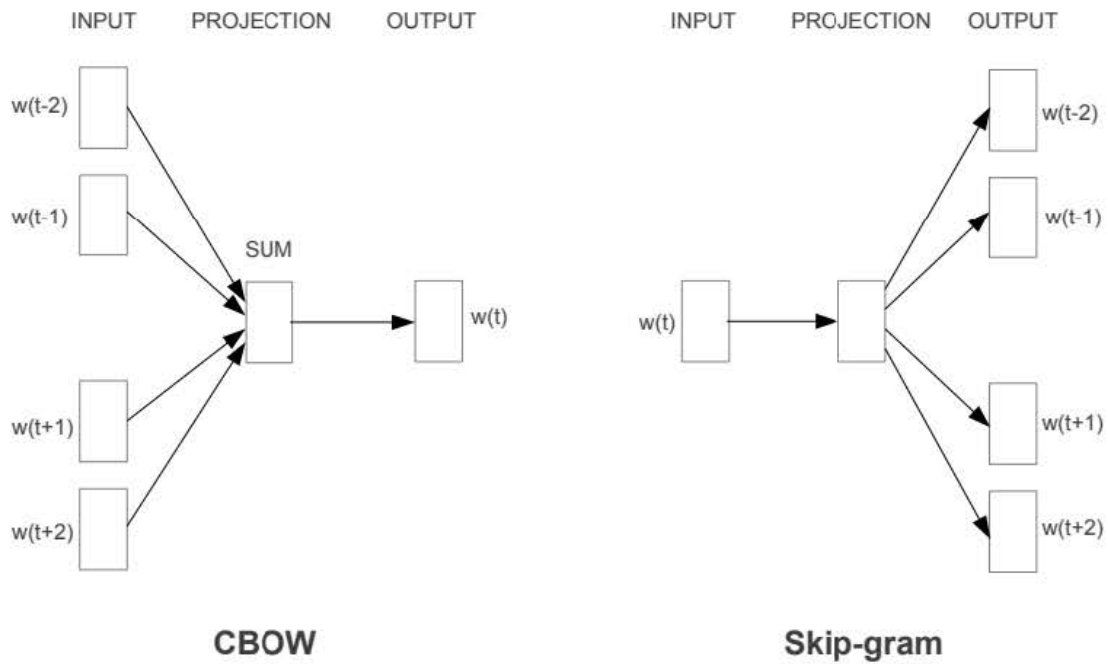 INPUT PROJECTION OUTPUT
w(t-2)
w(t-1)
SUM
w(t)
w(t+1)
w(t+2)
CBOW
INPUT PROJECTION OUTPUT
w(t-2)
w(t-1)
w(t)
w(t+1)
w(t+2)
Skip-gram